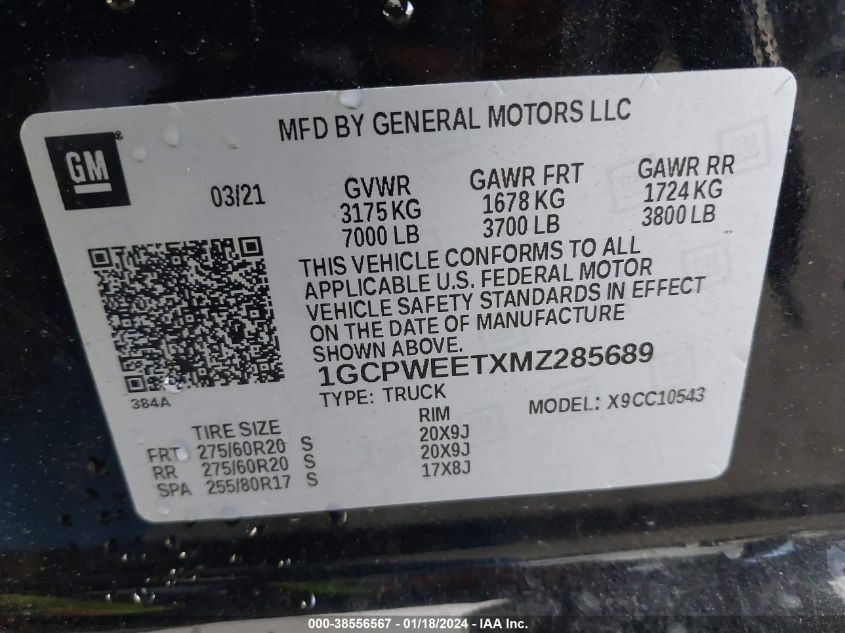 MFD BY GENERAL MOTORS LLC
GM
03/21
GVWR
3175 KG
7000 LB
GAWR FRT
1678 KG
3700 LB
GAWR RR
1724 KG
3800 LB
THIS VEHICLE CONFORMS TO ALL
APPLICABLE U.S. FEDERAL MOTOR
VEHICLE SAFETY STANDARDS IN EFFECT
ON THE DATE OF MANUFACTURE
SHOWN ABOVE.
1GCPWEETXMZ285689
384A
TYPE: TRUCK
MODEL: X9CC10543
TIRE SIZE RIM
FRT 275/60R20 S 20X9J
RR 275/60R20 S 20X9J
SPA 255/80R17 S 17X8J
000-38556567 - 01/18/2024 - IAA Inc.